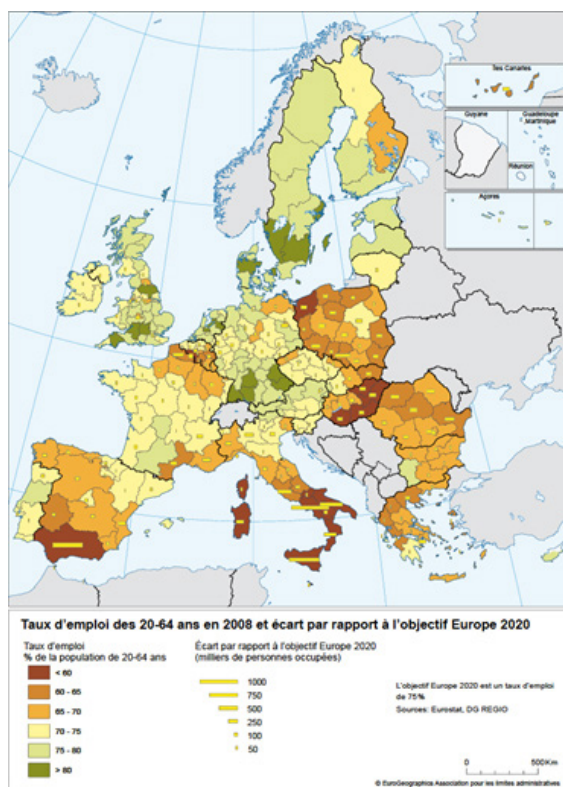 Iles Canaries
Guyane
Guadeloupe
Martinique
Réunion
Açores
Taux d'emploi des 20-64 ans en 2008 et écart par rapport à l'objectif Europe 2020
Taux d'emploi
% de la population de 20-64 ans
< 60
60 - 65
65 - 70
70 - 75
75 - 80
> 80
Écart par rapport à l'objectif Europe 2020
(milliers de personnes occupées)
1000
750
500
250
100
50
L'objectif Europe 2020 est un taux d'emploi
de 75%
Sources: Eurostat, DG REGIO
0 500 Km
© EuroGeographics Association pour les limites administratives